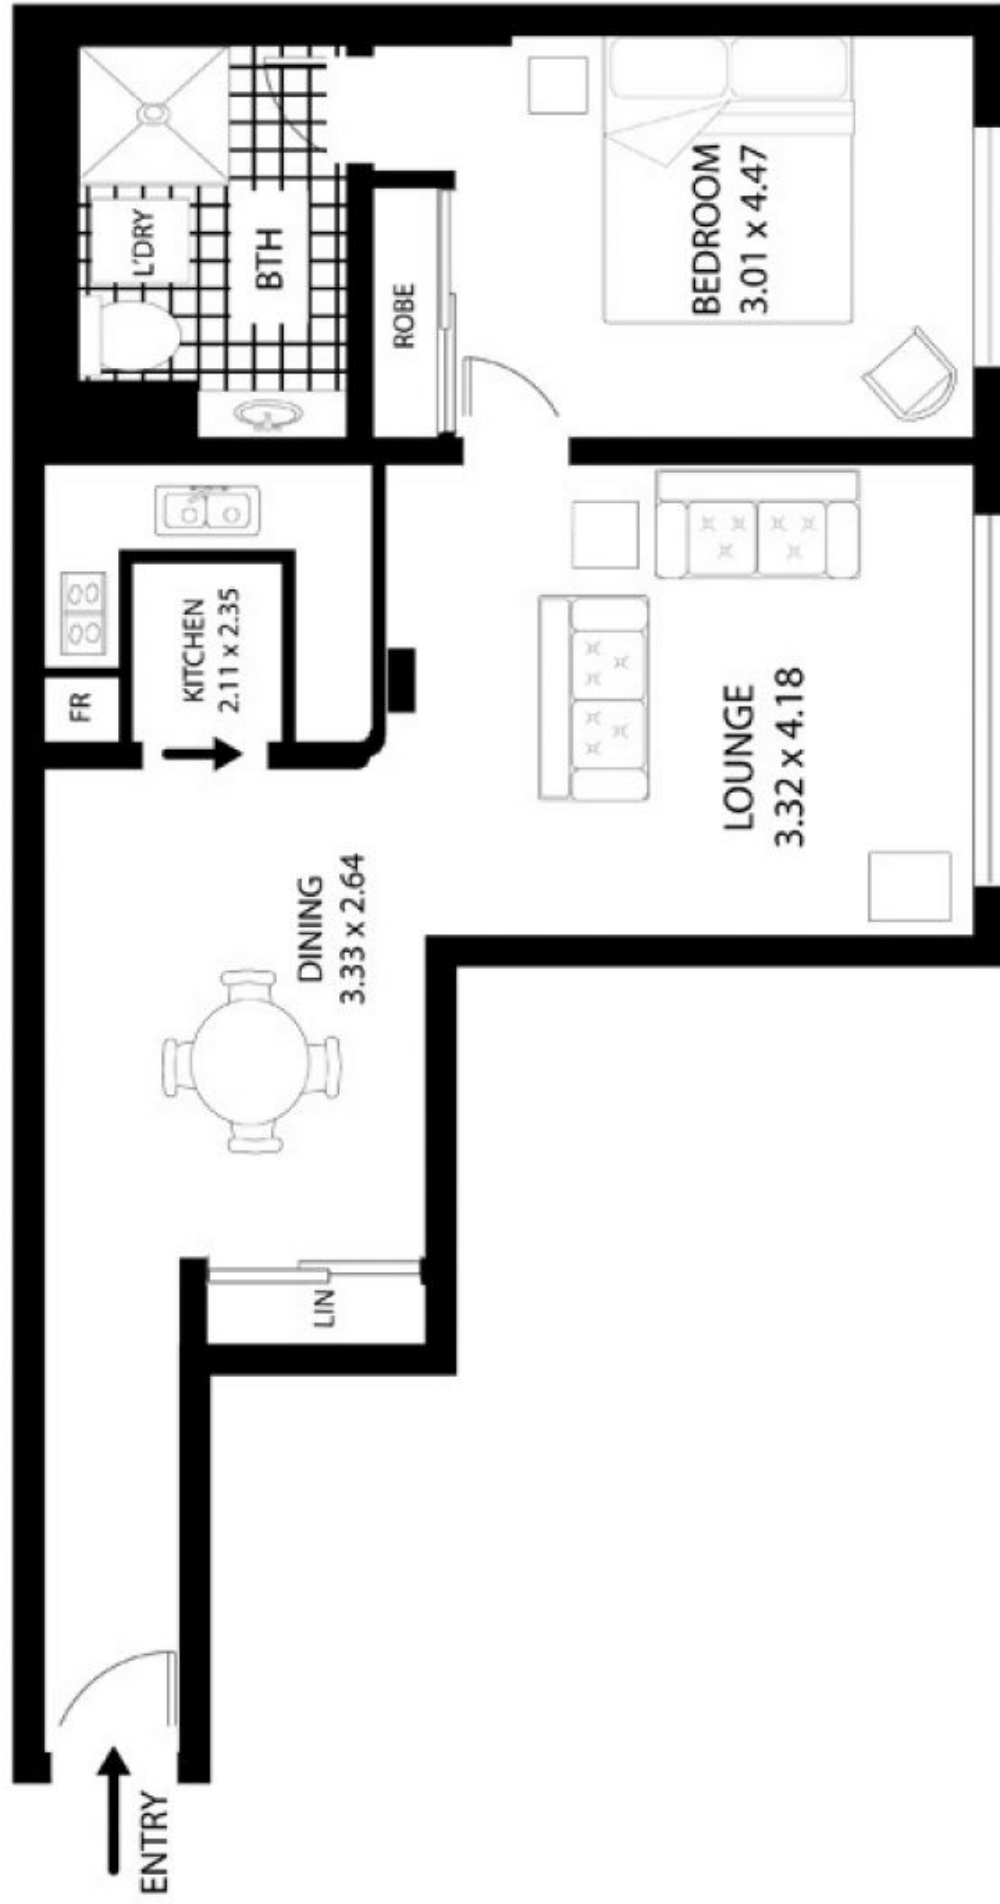 L'DRY
BTH
ROBE
BEDROOM
3.01 x 4.47
FR
KITCHEN
2.11 x 2.35
LOUNGE
3.32 x 4.18
DINING
3.33 x 2.64
LIN
ENTRY